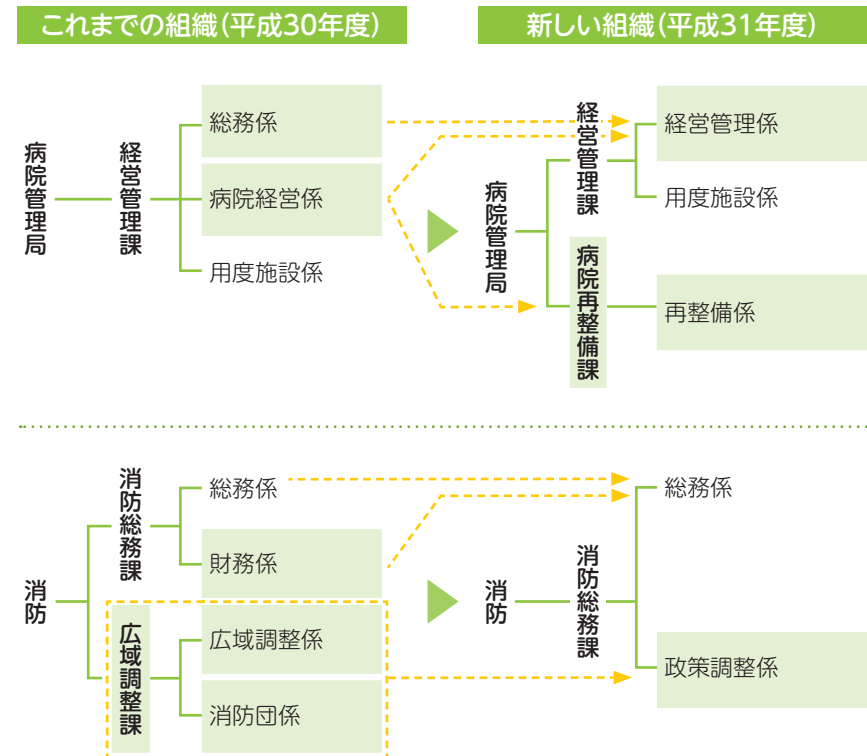 これまでの組織(平成30年度)
新しい組織(平成31年度)
病院管理局
経営管理課
総務係
病院経営係
用度施設係
病院管理局
経営管理課
経営管理係
用度施設係
病院再整備課
再整備係
消防
消防総務課
総務係
財務係
広域調整課
広域調整係
消防団係
消防
消防総務課
総務係
政策調整係